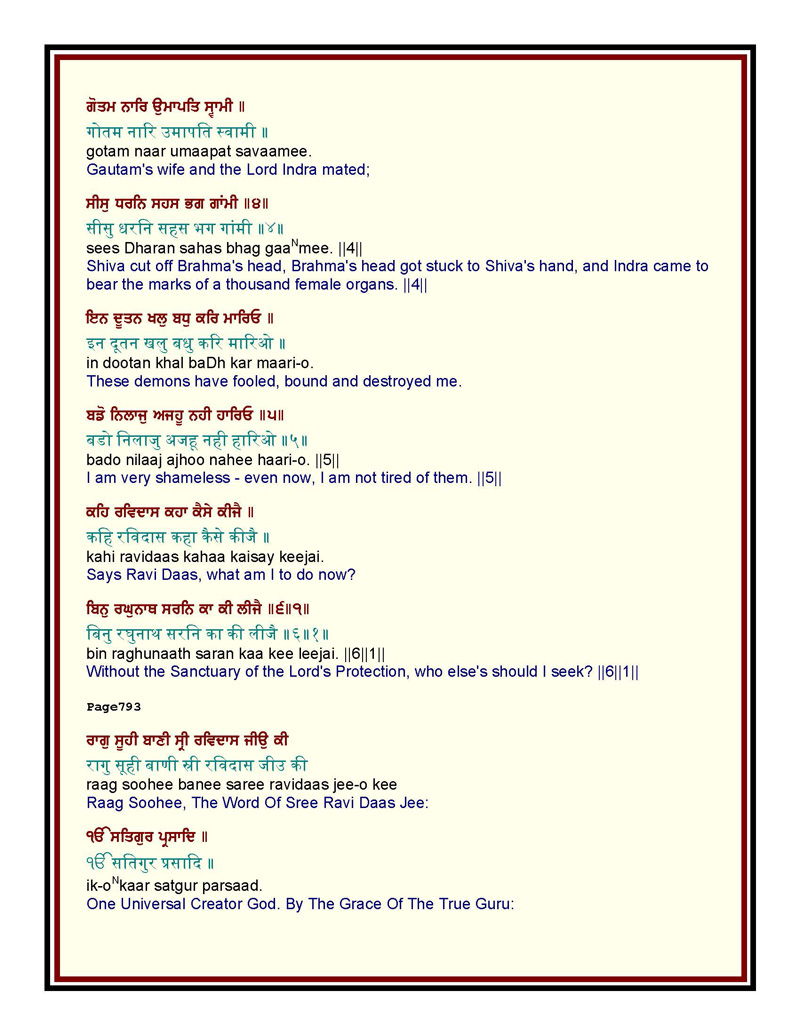 ਗੋਤਮ ਨਾਰਿ ਉਮਾਪਤਿ ਸ੍ਵਾਮੀ ॥
गोतम नारि उमापति स्वामी ॥
gotam naar umaapat savaamee.
Gautam's wife and the Lord Indra mated;
ਸੀਸੁ ਧਰਨਿ ਸਹਸ ਭਗ ਗਾਂਮੀ ॥੪॥
सीसु धरनि सहस भग गांमी ॥४॥
sees Dharan sahas bhag gaaNmee. ||4||
Shiva cut off Brahma's head, Brahma's head got stuck to Shiva's hand, and Indra came to
bear the marks of a thousand female organs. ||4||
ਇਨ ਦੂਤਨ ਖਲੁ ਬਧੁ ਕਰਿ ਮਾਰਿਓ ॥
इन दूतन खलु बधु करि मारिओ ॥
in dootan khal baDh kar maari-o.
These demons have fooled, bound and destroyed me.
ਬਡੋ ਨਿਲਾਜੁ ਅਜਹੂ ਨਹੀ ਹਾਰਿਓ ॥੫॥
बडो निलाजु अजहू नही हारिओ ॥५॥
bado nilaaj ajhoo nahee haari-o. ||5||
I am very shameless - even now, I am not tired of them. ||5||
ਕਹਿ ਰਵਿਦਾਸ ਕਹਾ ਕੈਸੇ ਕੀਜੈ ॥
कहि रविदास कहा कैसे कीजै ॥
kahi ravidaas kahaa kaisay keejai.
Says Ravi Daas, what am I to do now?
ਬਿਨੁ ਰਘੁਨਾਥ ਸਰਨਿ ਕਾ ਕੀ ਲੀਜੈ ॥੬॥੧॥
बिनु रघुनाथ सरनि का की लीजै ॥६॥१॥
bin raghunaath saran kaa kee leejai. ||6||1||
Without the Sanctuary of the Lord's Protection, who else's should I seek? ||6||1||
Page793
ਰਾਗੁ ਸੂਹੀ ਬਾਣੀ ਸ੍ਰੀ ਰਵਿਦਾਸ ਜੀਉ ਕੀ
रागु सूही बाणी स्री रविदास जीउ की
raag soohee banee saree ravidaas jee-o kee
Raag Soohee, The Word Of Sree Ravi Daas Jee:
ੴ ਸਤਿਗੁਰ ਪ੍ਰਸਾਦਿ ॥
ੴ सतिगुर प्रसादि ॥
ik-oNkaar satgur parsaad.
One Universal Creator God. By The Grace Of The True Guru: